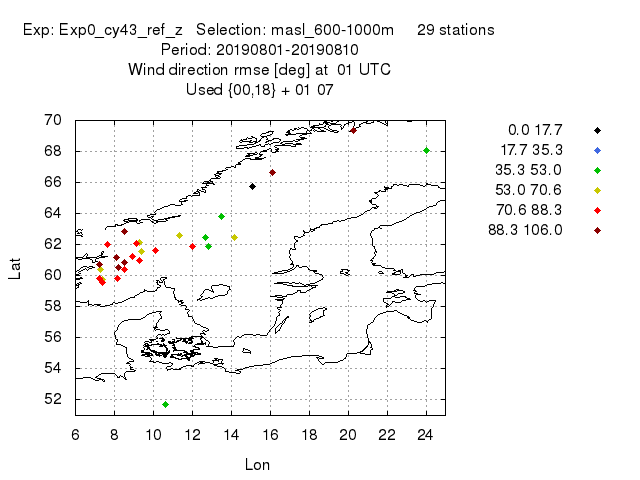 Exp: Exp0_cy43_ref_z Selection: masl_600-1000m 29 stations
Period: 20190801-20190810
Wind direction rmse [deg] at 01 UTC
Used {00,18} + 01 07
70
68
66
64
62
60
58
56
54
52
6 8 10 12 14 16 18 20 22 24
Lat
Lon
0.0 17.7
17.7 35.3
35.3 53.0
53.0 70.6
70.6 88.3
88.3 106.0